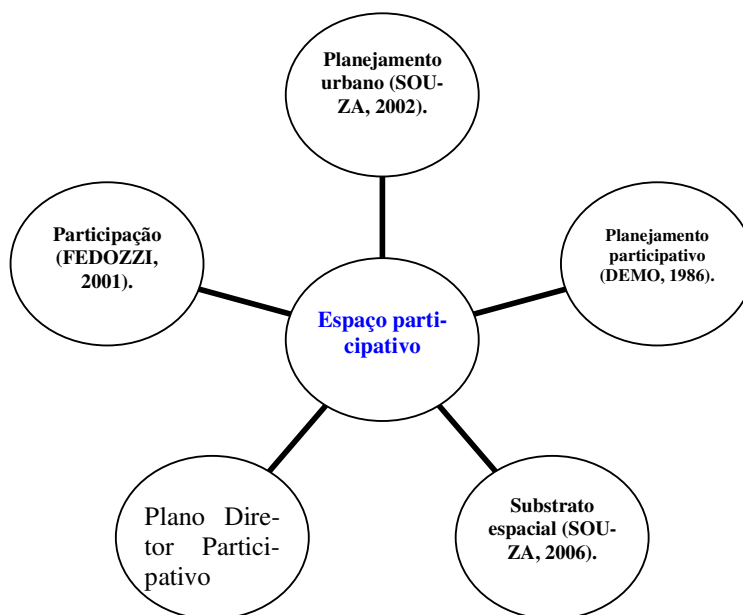 Planejamento
urbano (SOU-
ZA, 2002).
Participação
(FEDOZZI,
2001).
Planejamento
participativo
(DEMO, 1986).
Espaço parti-
cipativo
Plano Dire-
tor Partici-
pativo
Substrato
espacial (SOU-
ZA, 2006).